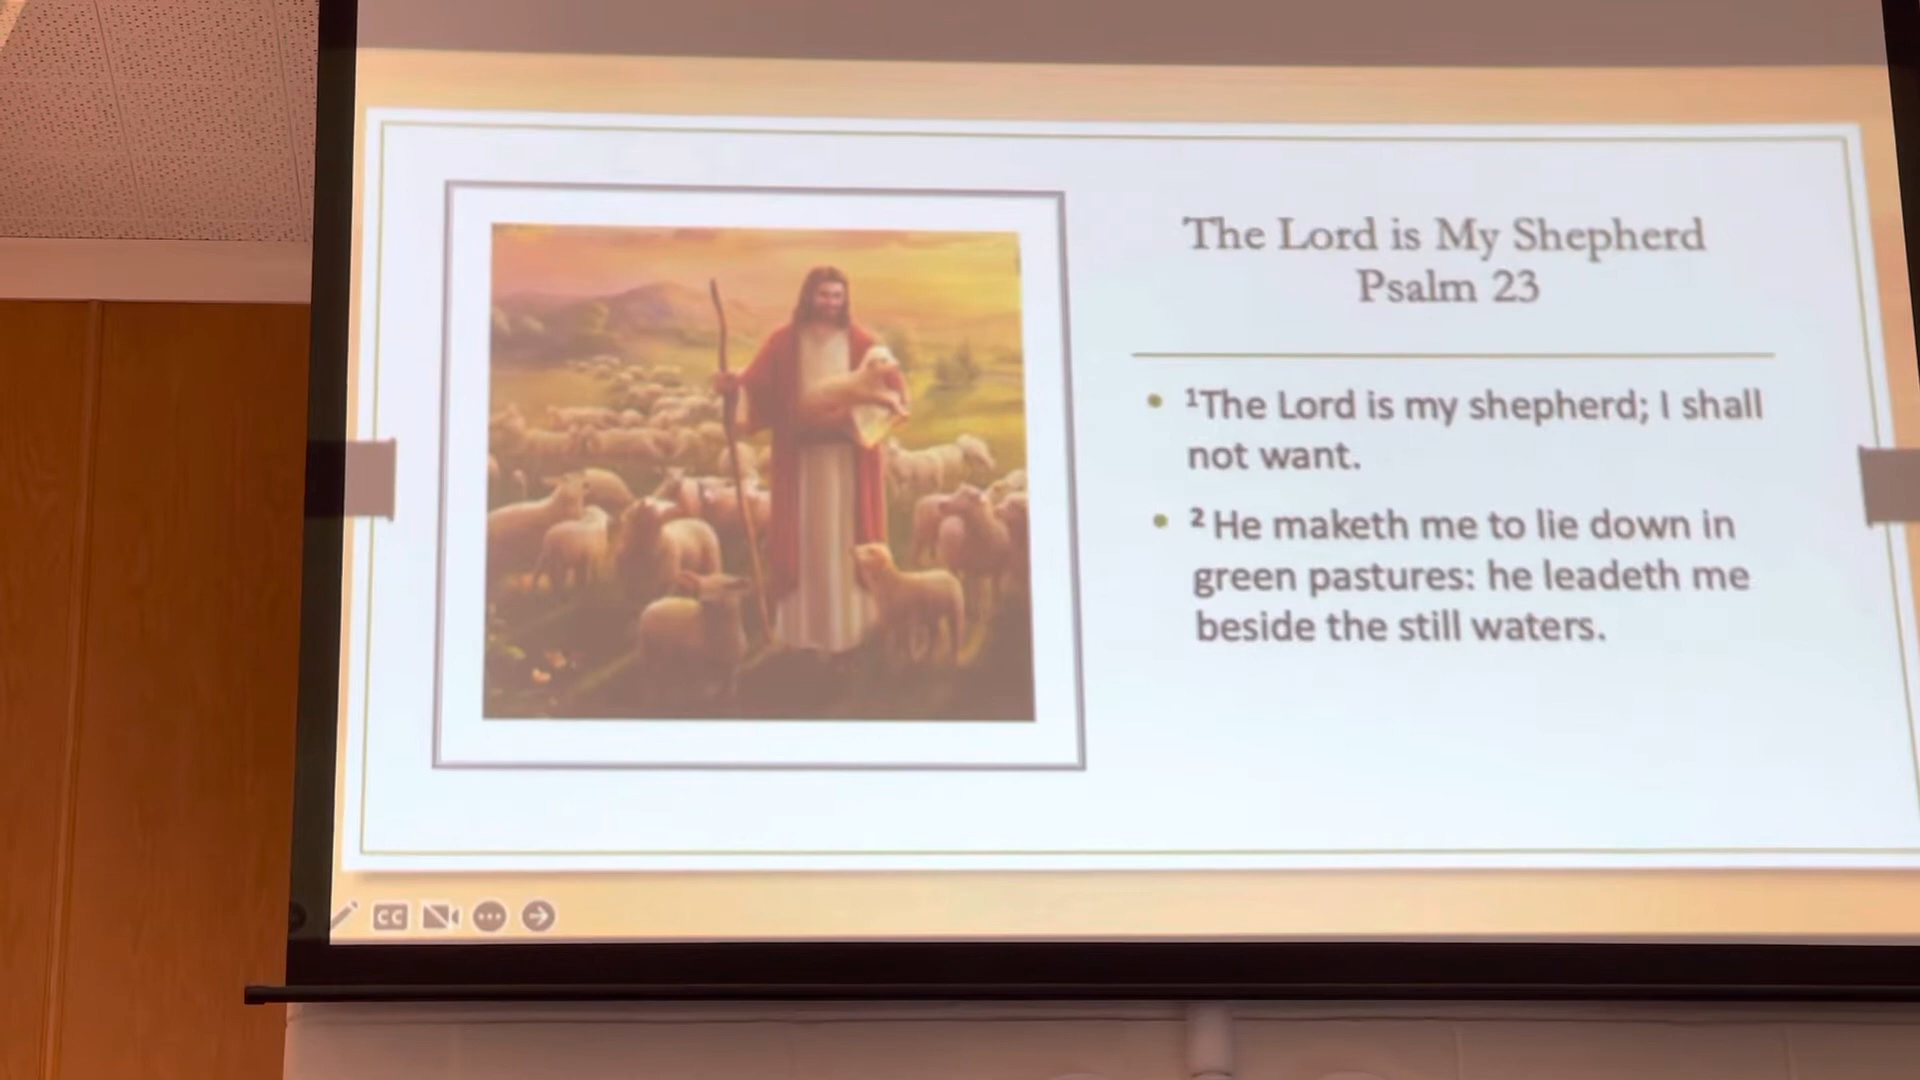 The Lord is My Shepherd
Psalm 23
¹The Lord is my shepherd; I shall
not want.
² He maketh me to lie down in
green pastures: he leadeth me
beside the still waters.
CC